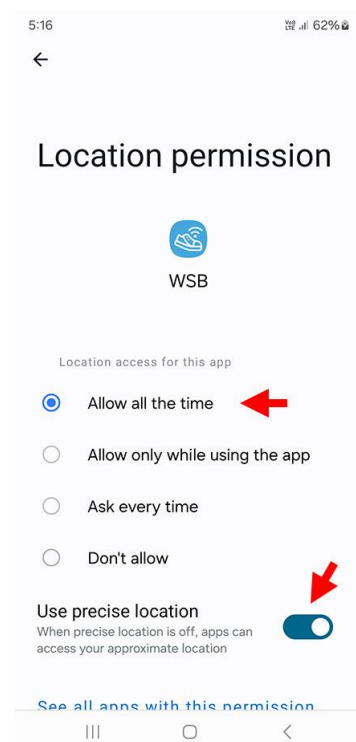 5:16 62%
Location permission
WSB
Location access for this app
Allow all the time
Allow only while using the app
Ask every time
Don't allow
Use precise location
When precise location is off, apps can
access your approximate location
See all apps with this permission